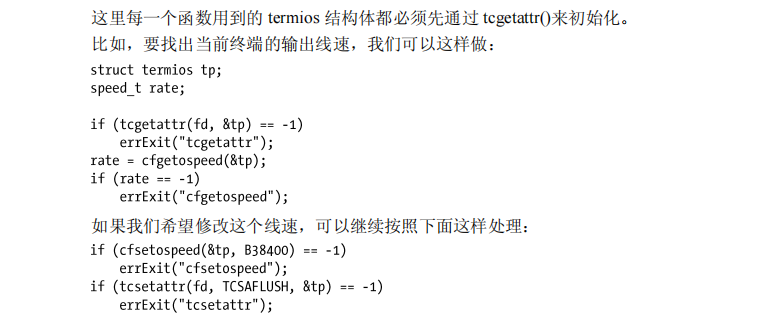 这里每一个函数用到的 termios 结构体都必须先通过 tcgetattr()来初始化。
比如，要找出当前终端的输出线速，我们可以这样做：
struct termios tp;
speed_t rate;

if (tcgetattr(fd, &tp) == -1)
    errExit("tcgetattr");
rate = cfgetospeed(&tp);
if (rate == -1)
    errExit("cfgetospeed");
如果我们希望修改这个线速，可以继续按照下面这样处理：
if (cfsetospeed(&tp, B38400) == -1)
    errExit("cfsetospeed");
if (tcsetattr(fd, TCSAFLUSH, &tp) == -1)
    errExit("tcsetattr");